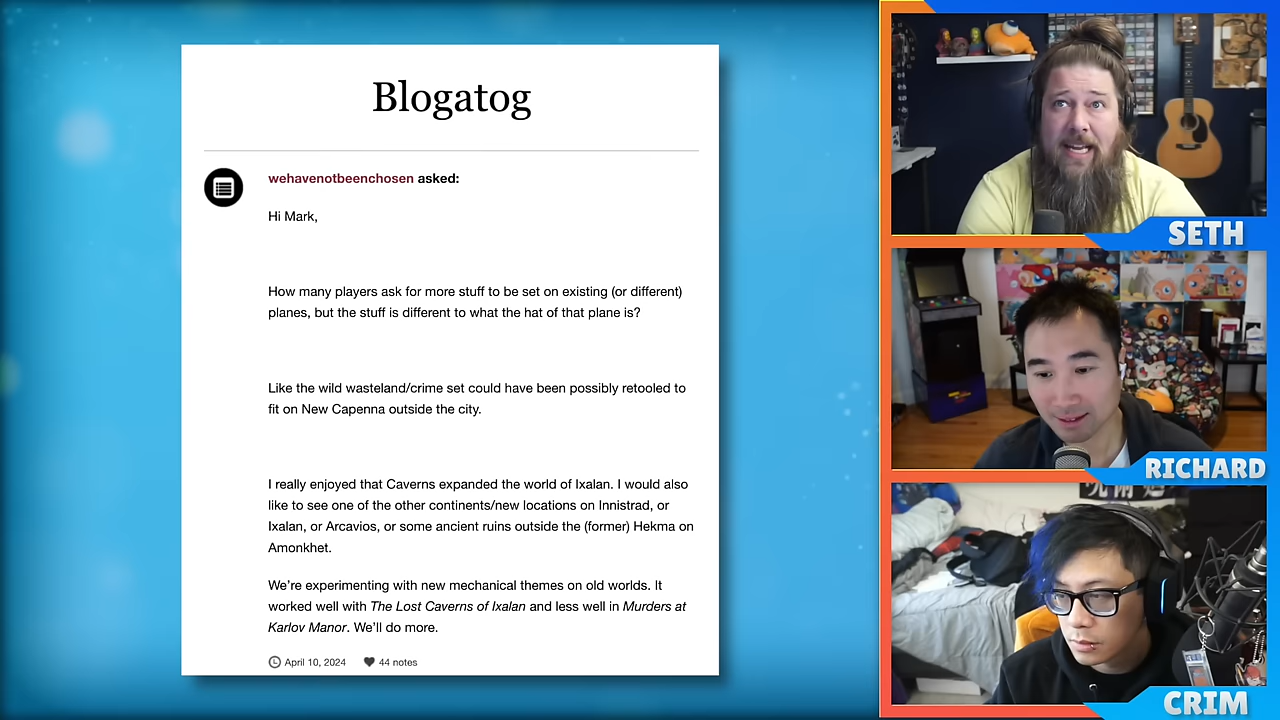 Blogatog
wehavenotbeenchosen asked:
Hi Mark,
How many players ask for more stuff to be set on existing (or different)
planes, but the stuff is different to what the hat of that plane is?
Like the wild wasteland/crime set could have been possibly retooled to
fit on New Capenna outside the city.
I really enjoyed that Caverns expanded the world of Ixalan. I would also
like to see one of the other continents/new locations on Innistrad, or
Ixalan, or Arcavios, or some ancient ruins outside the (former) Hekma on
Amonkhet.
We’re experimenting with new mechanical themes on old worlds. It
worked well with The Lost Caverns of Ixalan and less well in Murders at
Karlov Manor. We’ll do more.
April 10, 2024 44 notes
SETH
RICHARD
CRIM